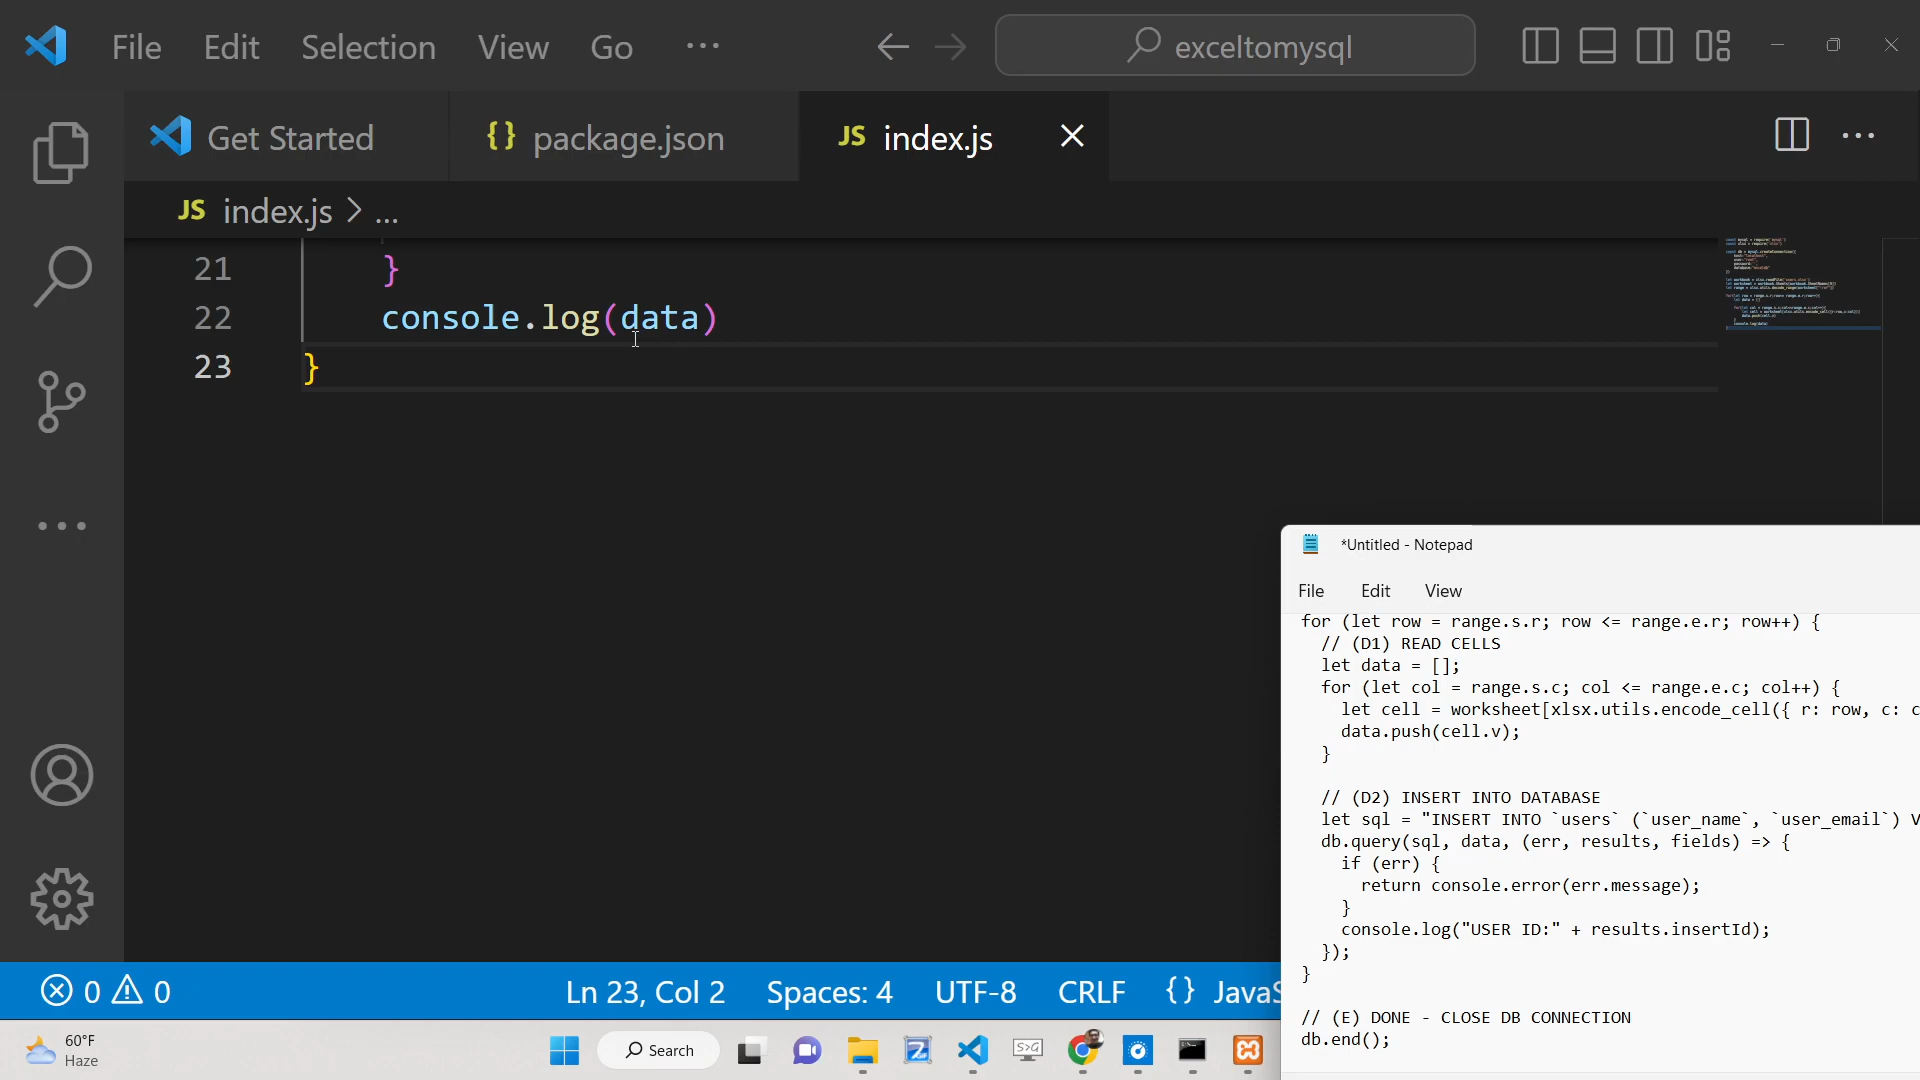 File Edit Selection View Go ... exceltomysql
Get Started {} package.json JS index.js
JS index.js > ...
21 }
22 console.log(data)
23 }
*Untitled - Notepad
File Edit View
for (let row = range.s.r; row <= range.e.r; row++) {
// (D1) READ CELLS
let data = [];
for (let col = range.s.c; col <= range.e.c; col++) {
let cell = worksheet[xlsx.utils.encode_cell({ r: row, c: c
data.push(cell.v);
}
// (D2) INSERT INTO DATABASE
let sql = "INSERT INTO `users` (`user_name`, `user_email`) V
db.query(sql, data, (err, results, fields) => {
if (err) {
return console.error(err.message);
}
console.log("USER ID:" + results.insertId);
});
}
// (E) DONE - CLOSE DB CONNECTION
db.end();
0 0 Ln 23, Col 2 Spaces: 4 UTF-8 CRLF {} JavaS
60°F
Haze
Search
S>G